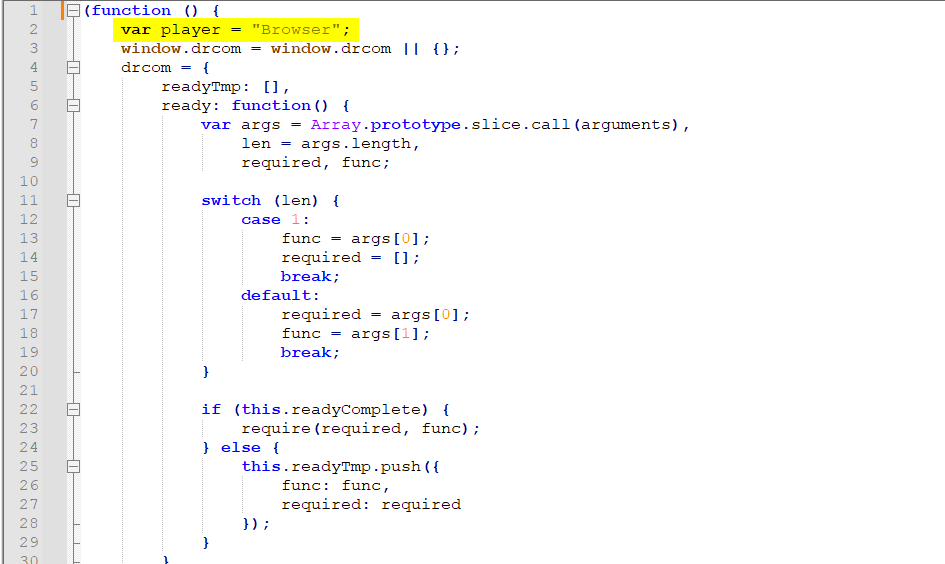 1 (function () {
2 var player = "Browser";
3 window.drcom = window.drcom || {};
4 drcom = {
5 readyTmp: [],
6 ready: function() {
7 var args = Array.prototype.slice.call(arguments),
8 len = args.length,
9 required, func;
10
11 switch (len) {
12 case 1:
13 func = args[0];
14 required = [];
15 break;
16 default:
17 required = args[0];
18 func = args[1];
19 break;
20 }
21
22 if (this.readyComplete) {
23 require(required, func);
24 } else {
25 this.readyTmp.push({
26 func: func,
27 required: required
28 });
29 }
30 }